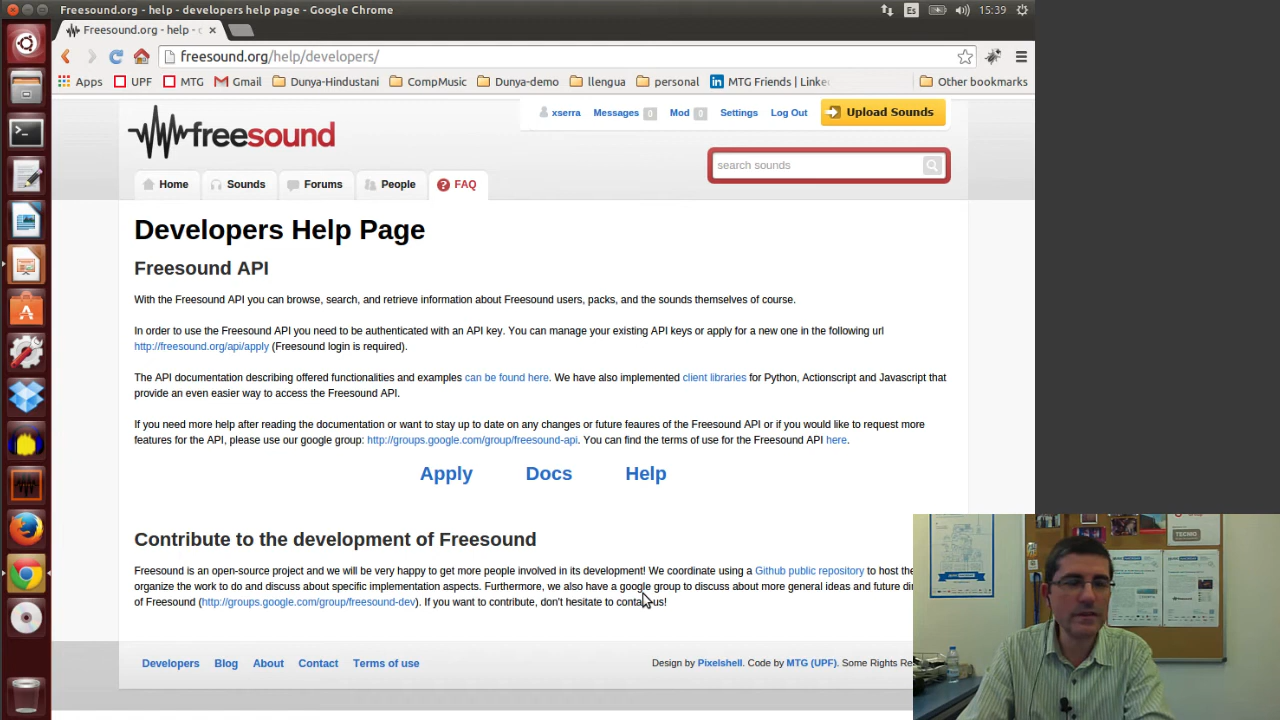 Freesound.org - help - developers help page - Google Chrome
Es
15:39
Freesound.org - help - c
freesound.org/help/developers/
Apps UPF MTG Gmail Dunya-Hindustani CompMusic Dunya-demo llengua personal MTG Friends | Linke Other bookmarks
xserra Messages 0 Mod 0 Settings Log Out Upload Sounds
freesound
search sounds
Home Sounds Forums People FAQ
Developers Help Page
Freesound API
With the Freesound API you can browse, search, and retrieve information about Freesound users, packs, and the sounds themselves of course.
In order to use the Freesound API you need to be authenticated with an API key. You can manage your existing API keys or apply for a new one in the following url
http://freesound.org/api/apply (Freesound login is required).
The API documentation describing offered functionalities and examples can be found here. We have also implemented client libraries for Python, Actionscript and Javascript that
provide an even easier way to access the Freesound API.
If you need more help after reading the documentation or want to stay up to date on any changes or future feaures of the Freesound API or if you would like to request more
features for the API, please use our google group: http://groups.google.com/group/freesound-api. You can find the terms of use for the Freesound API here.
Apply Docs Help
Contribute to the development of Freesound
Freesound is an open-source project and we will be very happy to get more people involved in its development! We coordinate using a Github public repository to host the
organize the work to do and discuss about specific implementation aspects. Furthermore, we also have a google group to discuss about more general ideas and future di
of Freesound (http://groups.google.com/group/freesound-dev). If you want to contribute, don't hesitate to contact us!
Developers Blog About Contact Terms of use
Design by Pixelshell. Code by MTG (UPF). Some Rights Re
TECNIO